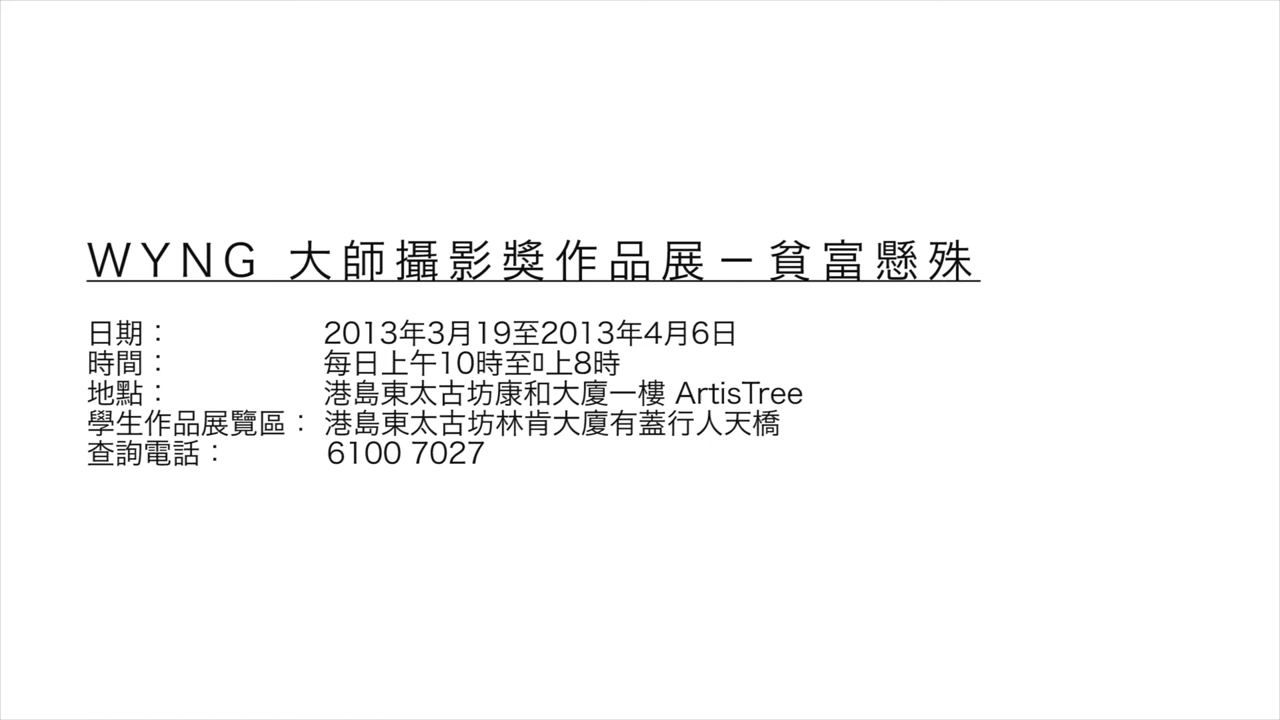 WYNG 大師攝影獎作品展－貧富懸殊
日期： 2013年3月19至2013年4月6日
時間： 每日上午10時至▯上8時
地點： 港島東太古坊康和大廈一樓 ArtisTree
學生作品展覽區： 港島東太古坊林肯大廈有蓋行人天橋
查詢電話： 6100 7027